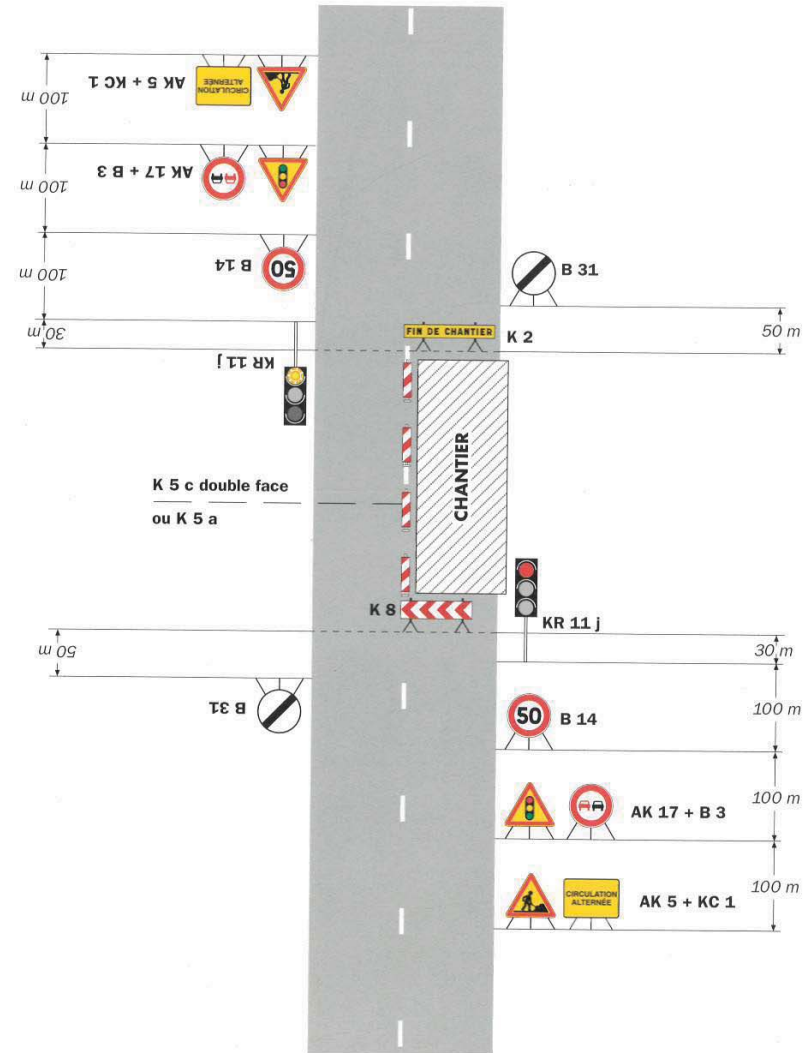 AK 5 + KC 1
CIRCULATION
ALTERNÉE
100 m
AK 17 + B 3
100 m
B 14
50
100 m
KR 11 j
30 m
B 31
50 m
FIN DE CHANTIER
K 2
K 5 c double face
ou K 5 a
CHANTIER
K 8
KR 11 j
30 m
50 m
B 31
50
B 14
100 m
AK 17 + B 3
100 m
CIRCULATION
ALTERNÉE
AK 5 + KC 1
100 m